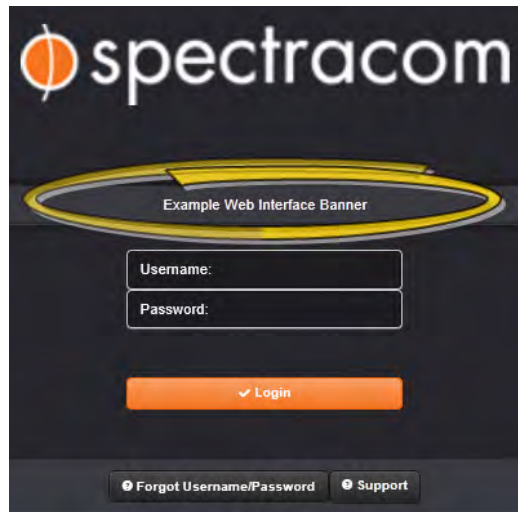 spectracom
Example Web Interface Banner
Username:
Password:
Login
Forgot Username/Password Support